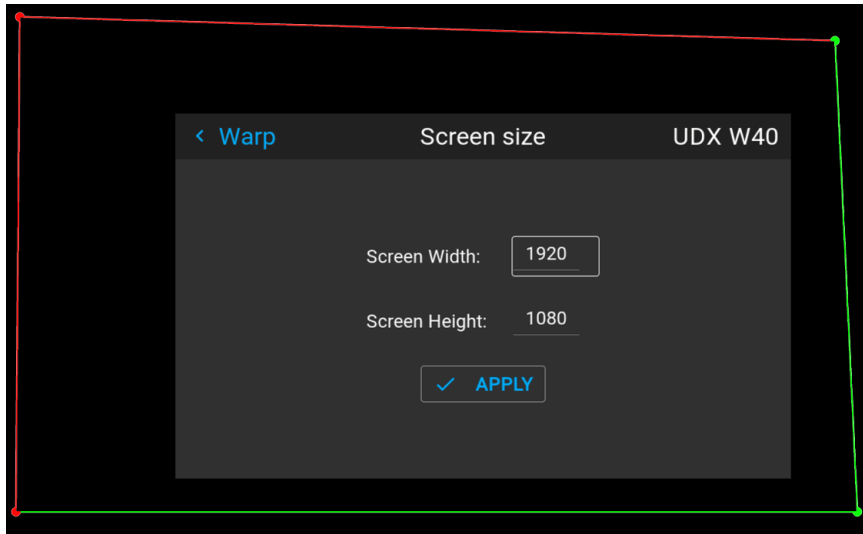 Warp Screen size UDX W40
Screen Width: 1920
Screen Height: 1080
APPLY